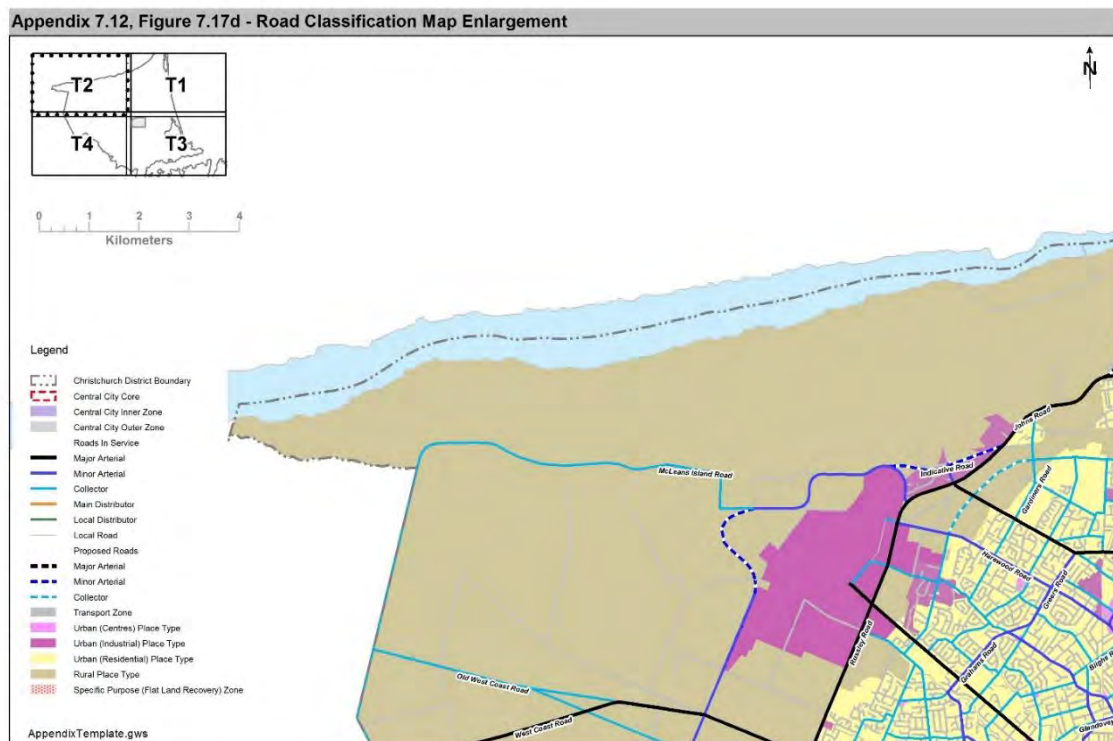 Appendix 7.12, Figure 7.17d - Road Classification Map Enlargement
T2
T1
T4
T3
N
0 1 2 3 4
Kilometers
Legend
Christchurch District Boundary
Central City Core
Central City Inner Zone
Central City Outer Zone
Roads In Service
Major Arterial
Minor Arterial
Collector
Main Distributor
Local Distributor
Local Road
Proposed Roads
Major Arterial
Minor Arterial
Collector
Transport Zone
Urban (Centres) Place Type
Urban (Industrial) Place Type
Urban (Residential) Place Type
Rural Place Type
Specific Purpose (Flat Land Recovery) Zone
AppendixTemplate.gws
Johns Road
McLeans Island Road
Indicative Road
Gardiners Road
Harewood Road
Greers Road
Russley Road
Grahams Road
Blighs R
Old West Coast Road
West Coast Road
Glandovey